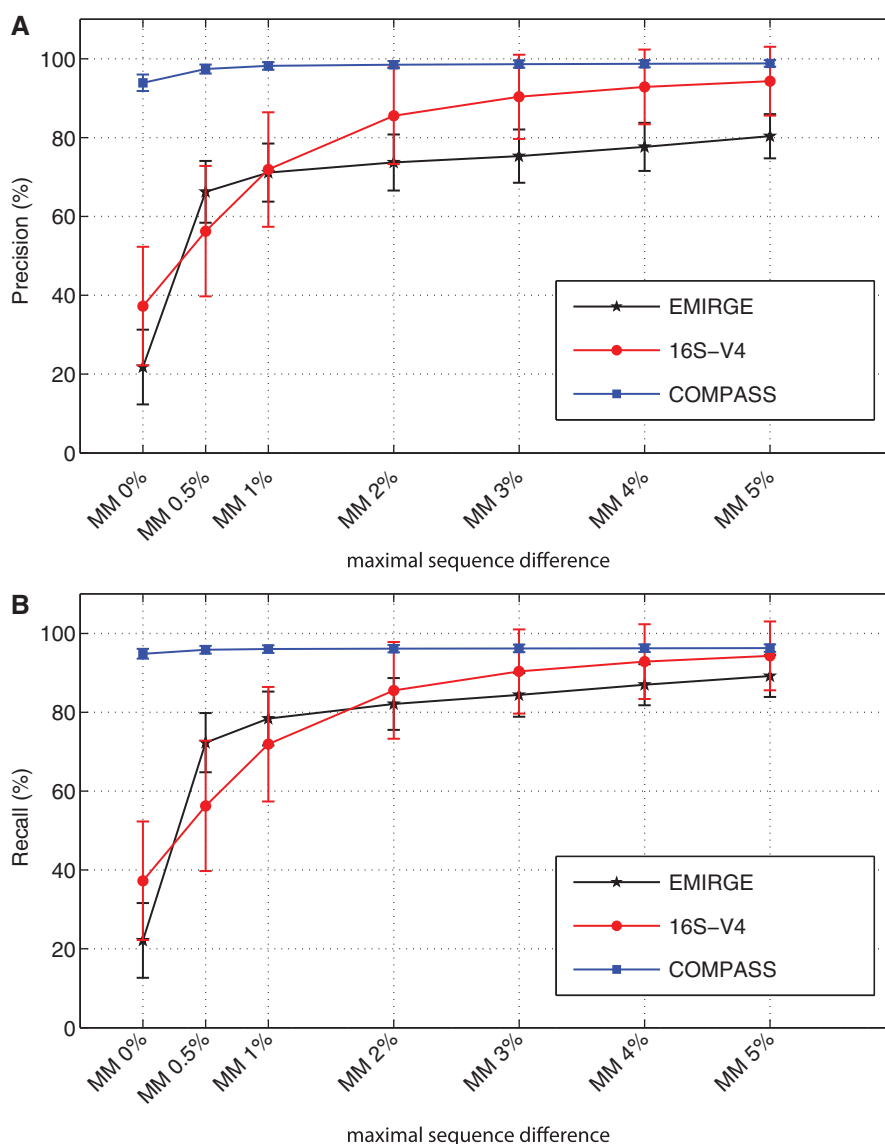 A
Precision (%)
100
80
60
40
20
0
EMIRGE
16S−V4
COMPASS
MM 0%
MM 0.5%
MM 1%
MM 2%
MM 3%
MM 4%
MM 5%
maximal sequence difference
B
Recall (%)
100
80
60
40
20
0
EMIRGE
16S−V4
COMPASS
MM 0%
MM 0.5%
MM 1%
MM 2%
MM 3%
MM 4%
MM 5%
maximal sequence difference